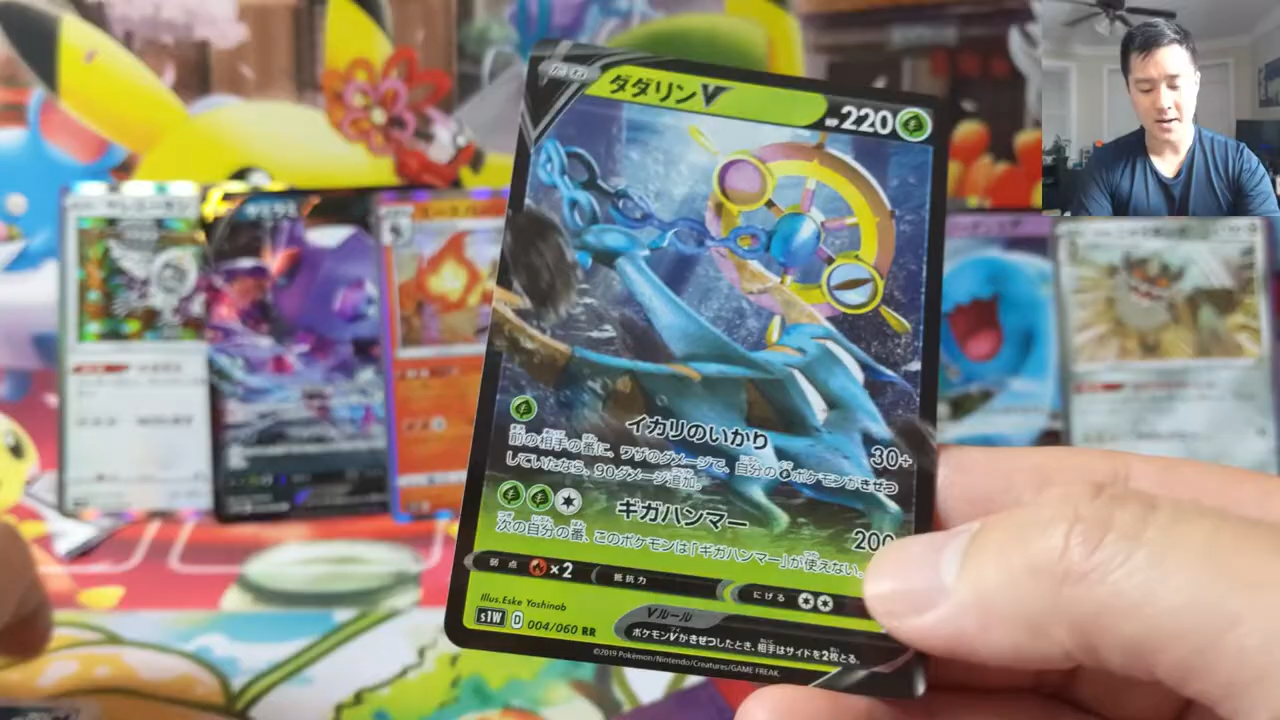 たね
ダダリンV
HP 220
イカリのいかり
30+
前の相手の番に、ワザのダメージで、自分のポケモンがきぜつ
していたなら、90ダメージ追加。
ギガハンマー
200
次の自分の番、このポケモンは「ギガハンマー」が使えない。
弱点 ×2 抵抗力 にげる
Illus.Eske Yoshinob
s1W D 004/060 RR
Vルール
ポケモンVがきぜつしたとき、相手はサイドを2枚とる。
©2019 Pokémon/Nintendo/Creatures/GAME FREAK.